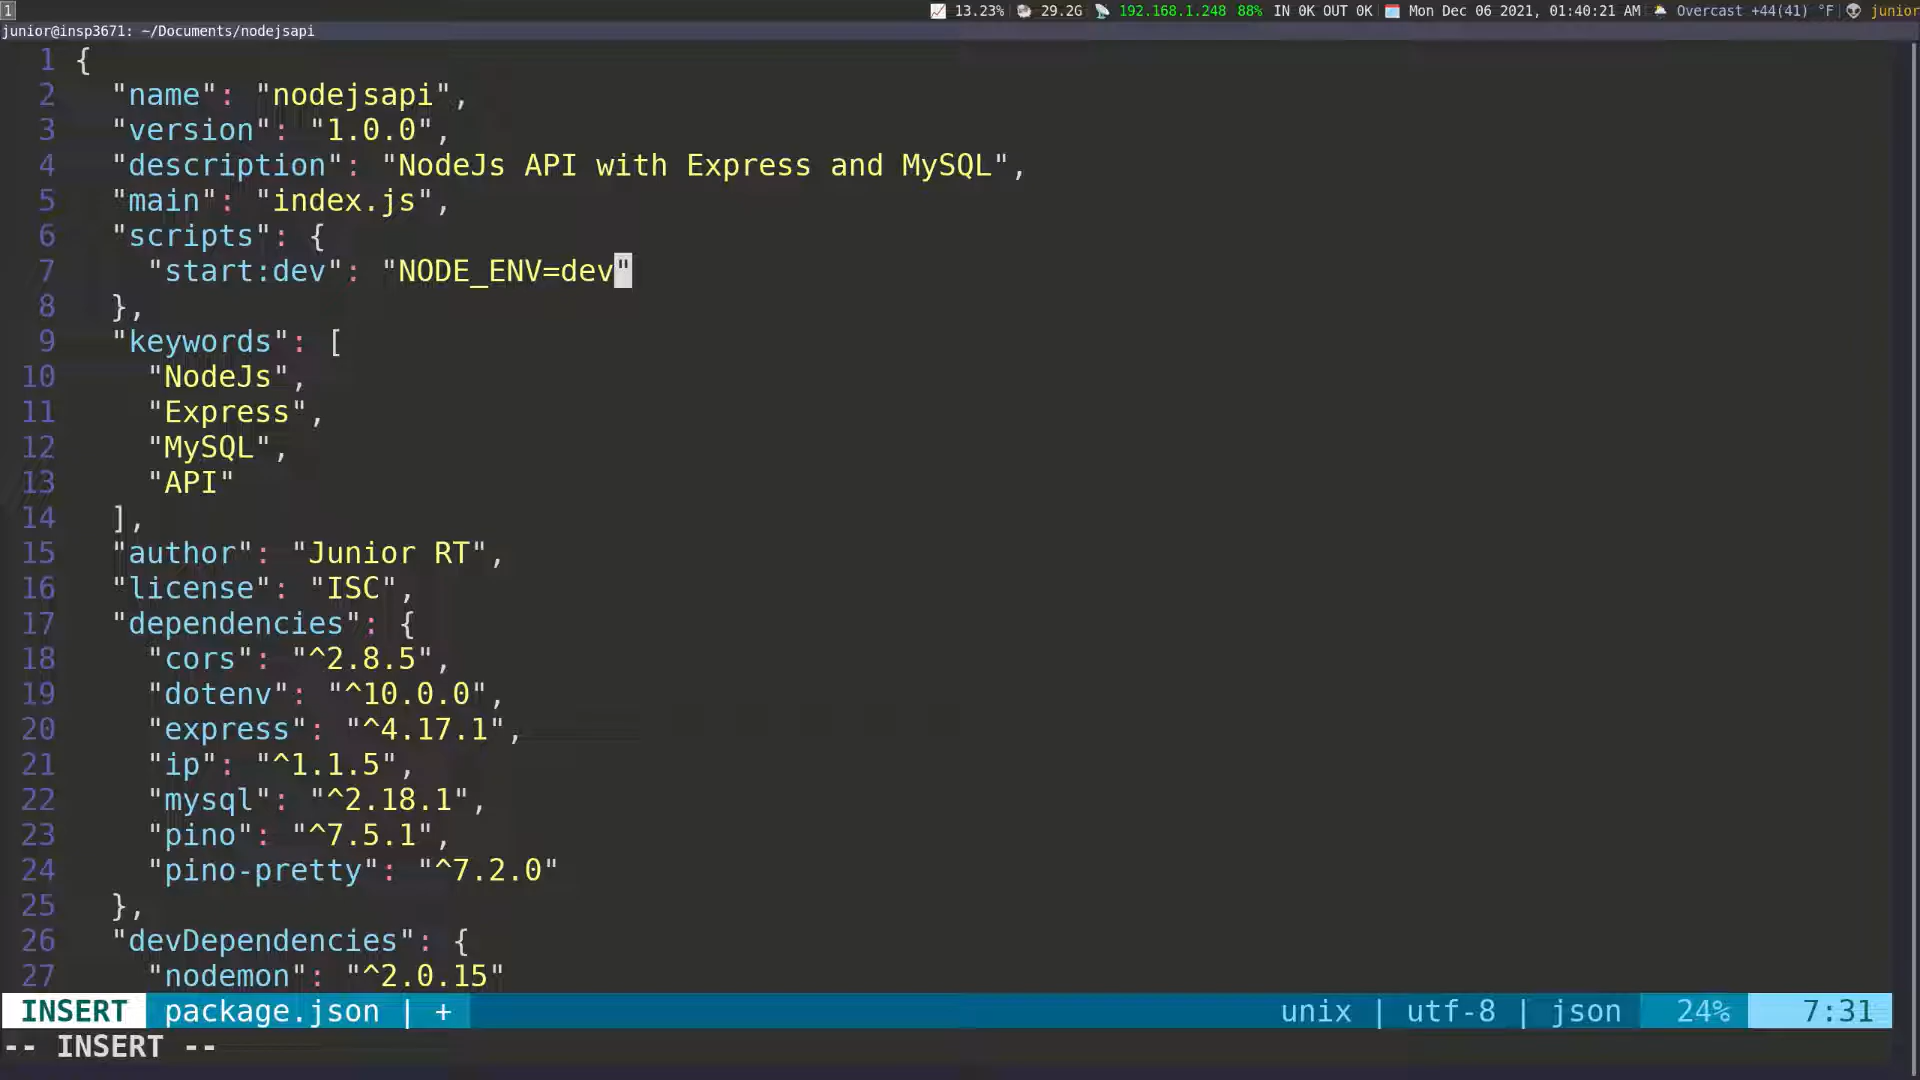 1 13.23% 29.2G 192.168.1.248 88% IN 0K OUT 0K Mon Dec 06 2021, 01:40:21 AM Overcast +44(41) °F junior
junior@insp3671: ~/Documents/nodejsapi
1 {
2 "name": "nodejsapi",
3 "version": "1.0.0",
4 "description": "NodeJs API with Express and MySQL",
5 "main": "index.js",
6 "scripts": {
7 "start:dev": "NODE_ENV=dev"
8 },
9 "keywords": [
10 "NodeJs",
11 "Express",
12 "MySQL",
13 "API"
14 ],
15 "author": "Junior RT",
16 "license": "ISC",
17 "dependencies": {
18 "cors": "^2.8.5",
19 "dotenv": "^10.0.0",
20 "express": "^4.17.1",
21 "ip": "^1.1.5",
22 "mysql": "^2.18.1",
23 "pino": "^7.5.1",
24 "pino-pretty": "^7.2.0"
25 },
26 "devDependencies": {
27 "nodemon": "^2.0.15"
INSERT package.json | + unix | utf-8 | json 24% 7:31
-- INSERT --